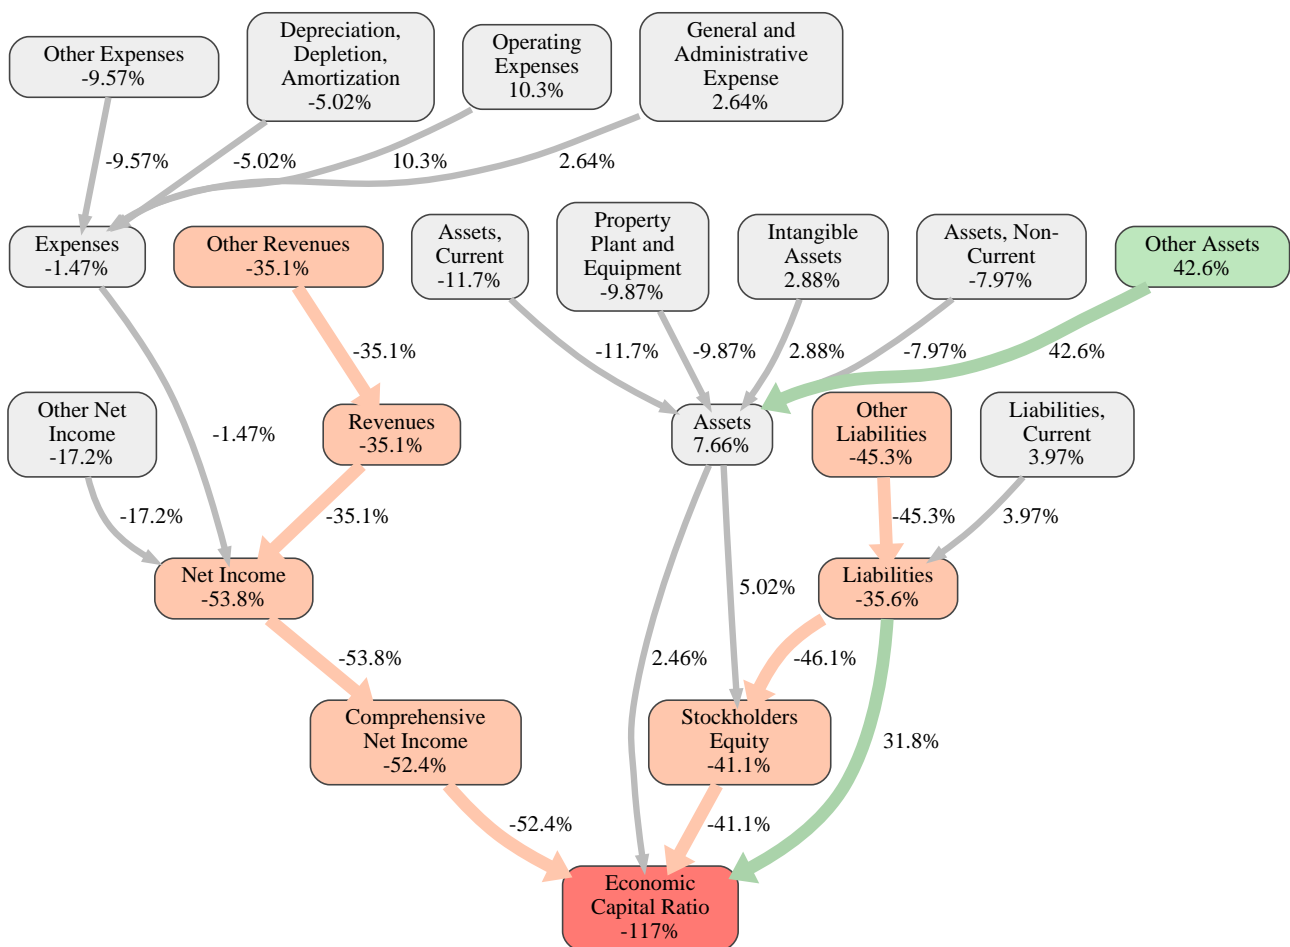 Other Expenses
-9.57%
Depreciation,
Depletion,
Amortization
-5.02%
Operating
Expenses
10.3%
General and
Administrative
Expense
2.64%
-9.57%
-5.02%
10.3%
2.64%
Expenses
-1.47%
Other Revenues
-35.1%
Assets,
Current
-11.7%
Property
Plant and
Equipment
-9.87%
Intangible
Assets
2.88%
Assets, Non-
Current
-7.97%
Other Assets
42.6%
-35.1%
-11.7%
-9.87%
2.88%
-7.97%
42.6%
Other Net
Income
-17.2%
-1.47%
Revenues
-35.1%
Assets
7.66%
Other
Liabilities
-45.3%
Liabilities,
Current
3.97%
-17.2%
-35.1%
-45.3%
3.97%
Net Income
-53.8%
5.02%
Liabilities
-35.6%
-53.8%
2.46%
-46.1%
Comprehensive
Net Income
-52.4%
Stockholders
Equity
-41.1%
31.8%
-52.4%
-41.1%
Economic
Capital Ratio
-117%